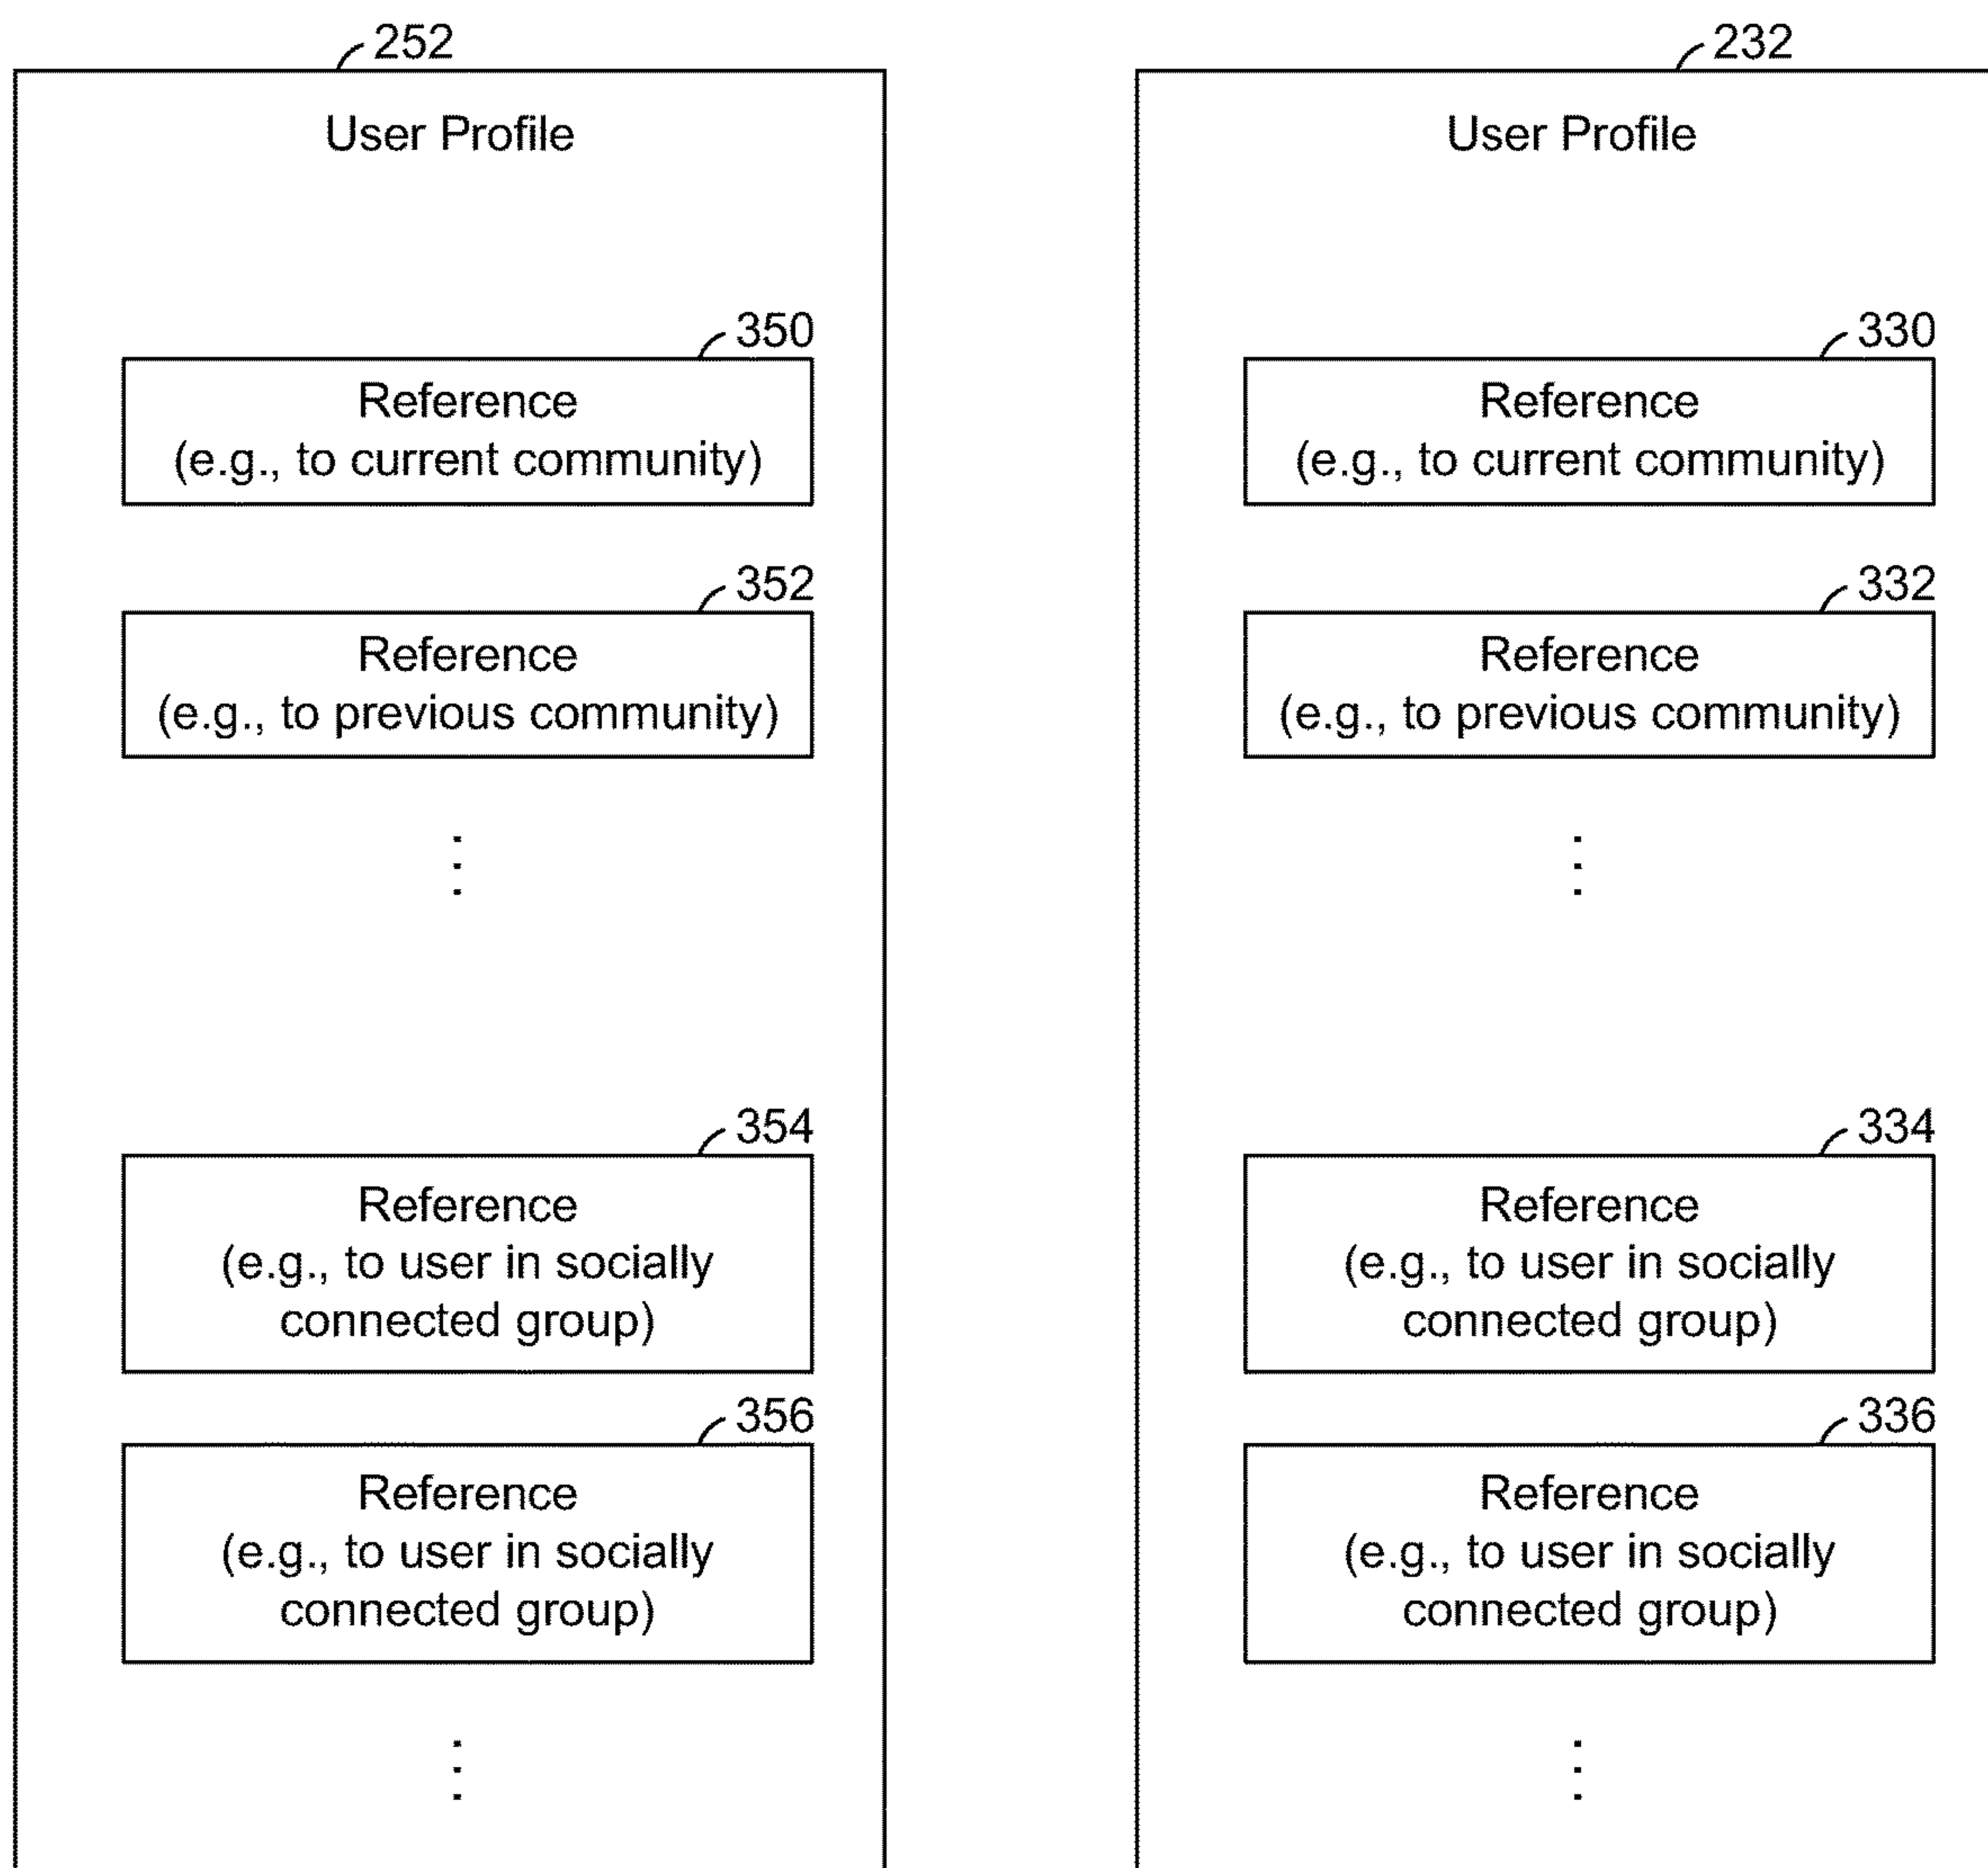 252
User Profile
350
Reference
(e.g., to current community)
352
Reference
(e.g., to previous community)
354
Reference
(e.g., to user in socially
connected group)
356
Reference
(e.g., to user in socially
connected group)
232
User Profile
330
Reference
(e.g., to current community)
332
Reference
(e.g., to previous community)
334
Reference
(e.g., to user in socially
connected group)
336
Reference
(e.g., to user in socially
connected group)